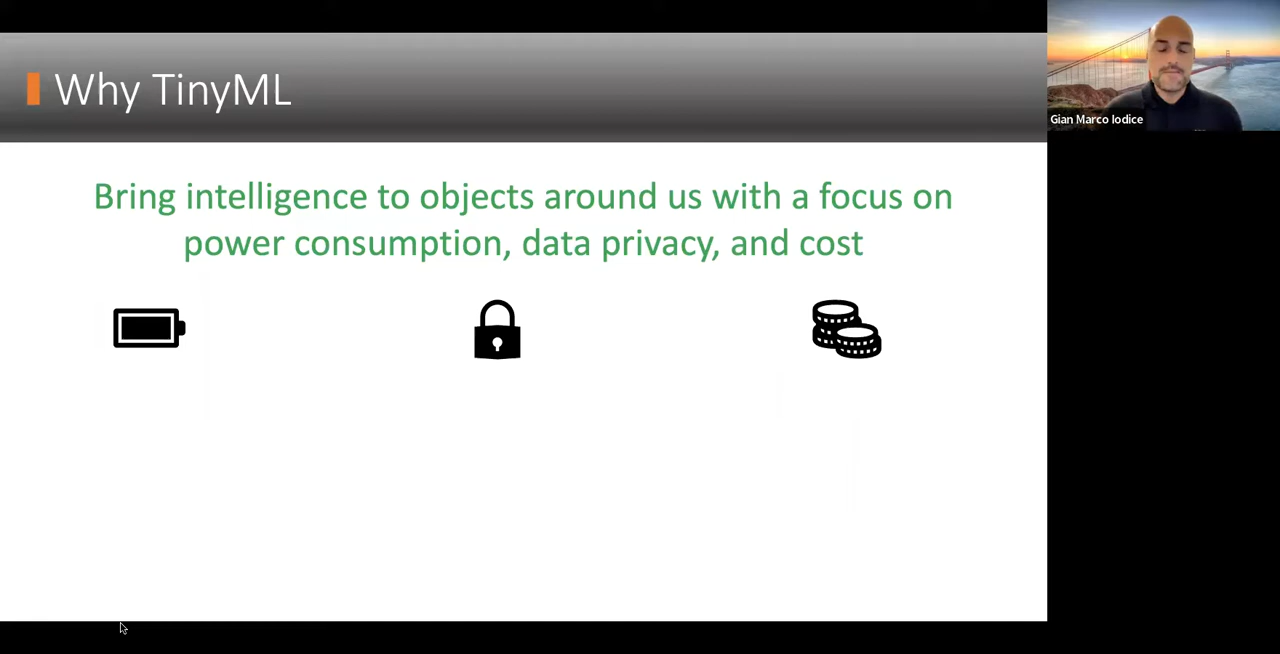 Why TinyML
Gian Marco Iodice
Bring intelligence to objects around us with a focus on
power consumption, data privacy, and cost